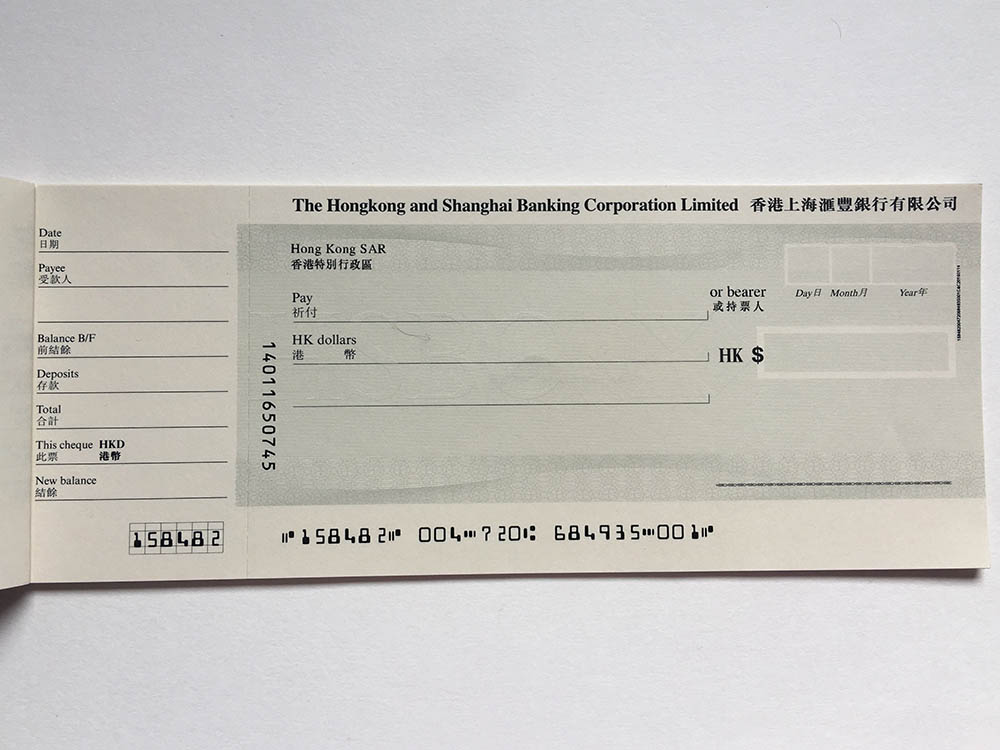 The Hongkong and Shanghai Banking Corporation Limited 香港上海滙豐銀行有限公司
Date
日期
Payee
受款人
Balance B/F
前結餘
Deposits
存款
Total
合計
This cheque HKD
此票 港幣
New balance
結餘
158482
Hong Kong SAR
香港特別行政區
Pay
祈付
or bearer
或持票人
Day日 Month月 Year年
HK dollars
港 幣
HK $
14011650745
⑈158482⑈ 004⑉720⑆ 684935⑉001⑈